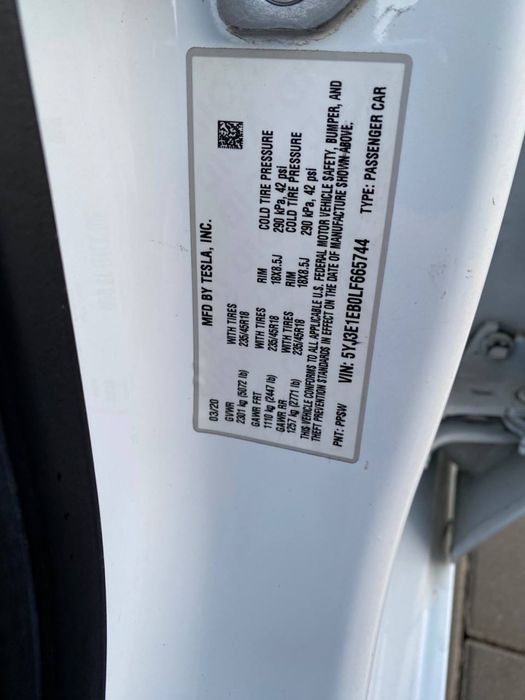 MFD BY TESLA, INC.
03/20
GVWR
2301 kg (5072 lb)
WITH TIRES
235/45R18
RIM
18X8.5J
COLD TIRE PRESSURE
290 kPa, 42 psi
GAWR FRT
1110 kg (2447 lb)
WITH TIRES
235/45R18
RIM
18X8.5J
COLD TIRE PRESSURE
290 kPa, 42 psi
GAWR RR
1257 kg (2771 lb)
WITH TIRES
235/45R18
THIS VEHICLE CONFORMS TO ALL APPLICABLE U.S. FEDERAL MOTOR VEHICLE SAFETY, BUMPER, AND
THEFT PREVENTION STANDARDS IN EFFECT ON THE DATE OF MANUFACTURE SHOWN ABOVE.
PNT: PPSW VIN: 5YJ3E1EB0LF665744 TYPE: PASSENGER CAR